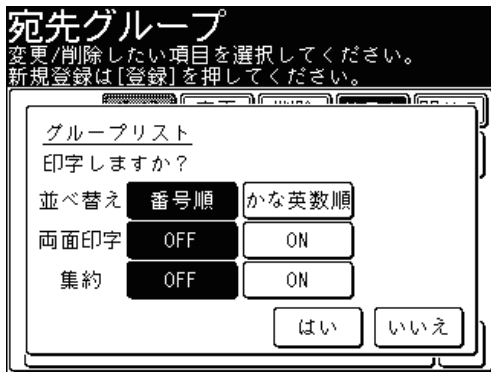 宛先グループ
変更/削除したい項目を選択してください。
新規登録は[登録]を押してください。
グループリスト
印字しますか？
並べ替え 番号順 かな英数順
両面印字 OFF ON
集約 OFF ON
はい いいえ